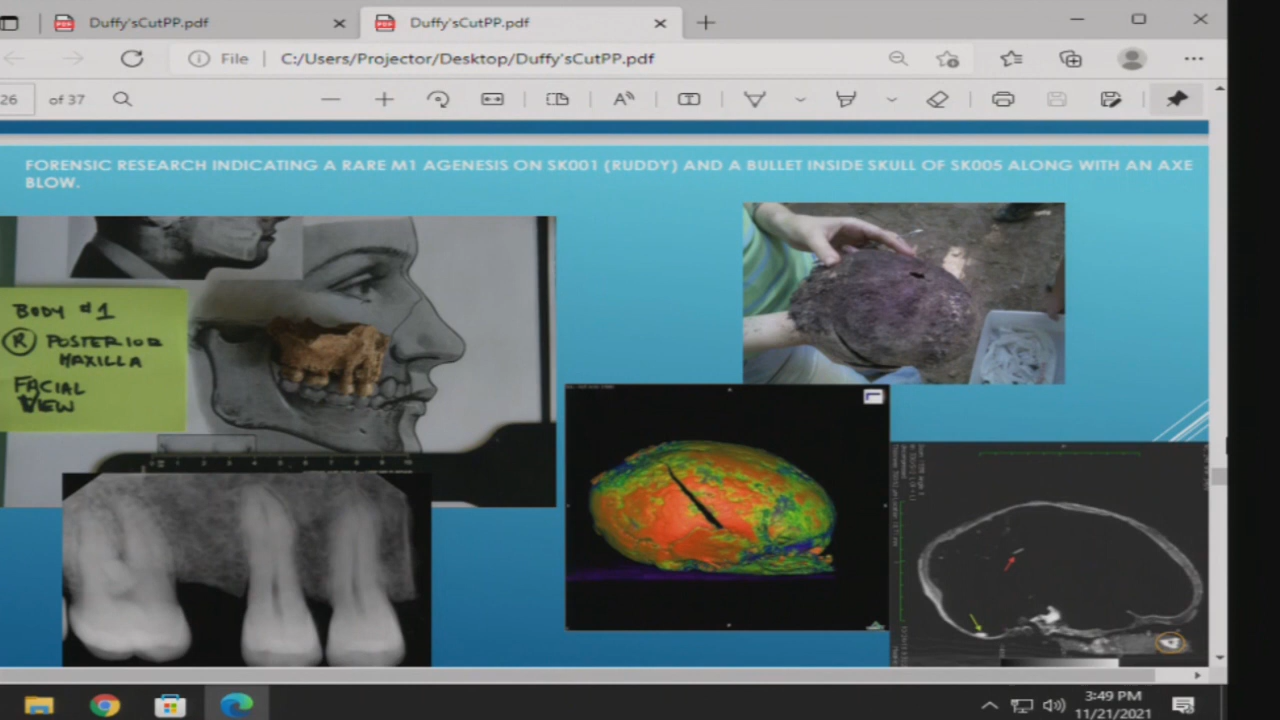 Duffy'sCutPP.pdf
Duffy'sCutPP.pdf
File
C:/Users/Projector/Desktop/Duffy'sCutPP.pdf
26 of 37
FORENSIC RESEARCH INDICATING A RARE M1 AGENESIS ON SK001 (RUDDY) AND A BULLET INSIDE SKULL OF SK005 ALONG WITH AN AXE
BLOW.
BODY #1
R POSTERIOR
MAXILLA
FACIAL
VIEW
3:49 PM
11/21/2021